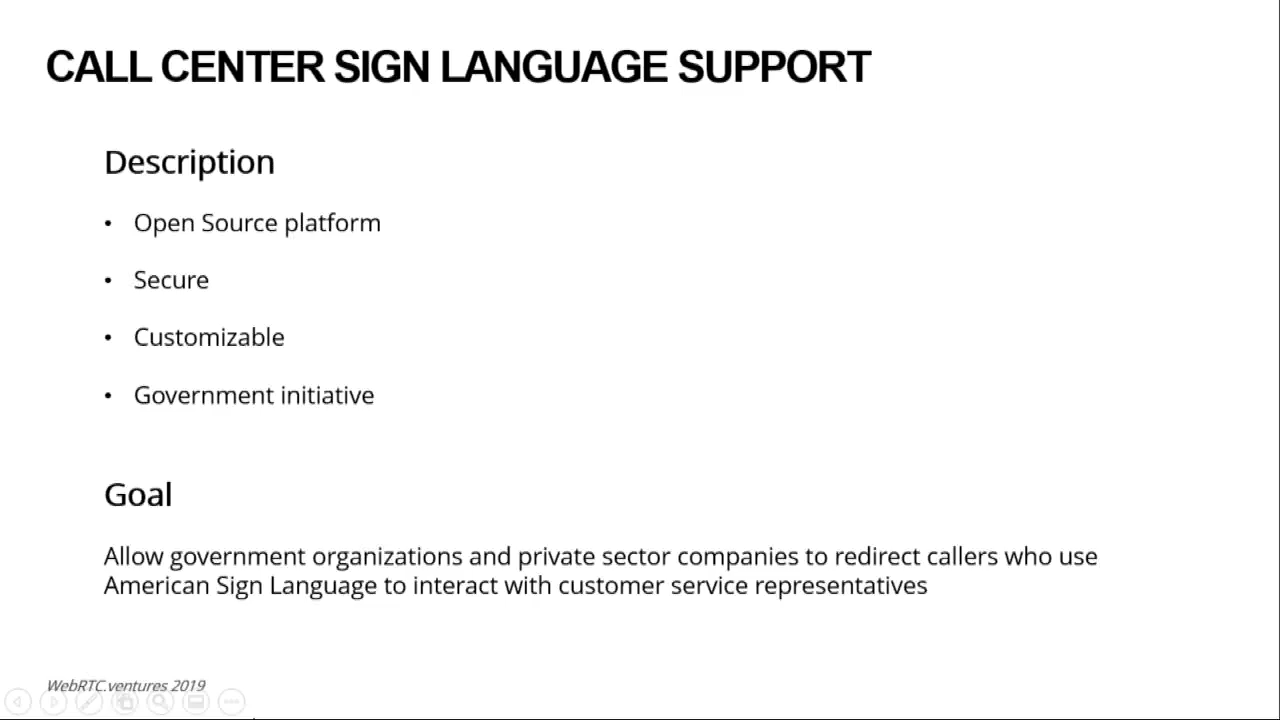 CALL CENTER SIGN LANGUAGE SUPPORT
Description
• Open Source platform
• Secure
• Customizable
• Government initiative
Goal
Allow government organizations and private sector companies to redirect callers who use
American Sign Language to interact with customer service representatives
WebRTC.ventures 2019